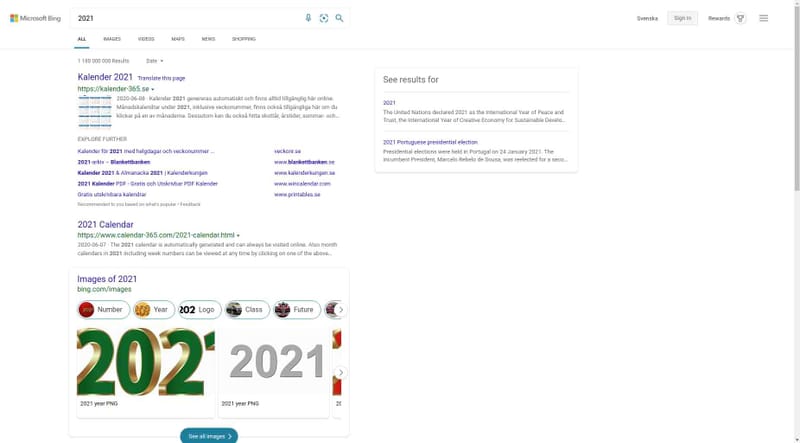 Microsoft Bing
2021
Svenska
Sign in
Rewards
ALL
IMAGES
VIDEOS
MAPS
NEWS
SHOPPING
Date
Kalender 2021 Translate this page
https://kalender-365.se
2020-06-08 · Kalender 2021 genereras automatiskt och finns alltid tillgänglig här online.
Månadskalendrar under 2021, inklusive veckonummer, finns också tillgängliga här om du
klickar på en av månaderna. Dessutom kan du också hitta skottår, årstider, sommar- och...
EXPLORE FURTHER
Kalender för 2021 med helgdagar och veckonummer ...
veckonr.se
2021-arkiv – Blankettbanken
www.blankettbanken.se
Kalender 2021 & Almanacka 2021 | Kalenderkungen
www.kalenderkungen.se
2021 Kalender PDF - Gratis och Utskrivbar PDF Kalender
www.wincalendar.com
Gratis utskrivbara kalendrar
www.printables.se
Recommended to you based on what's popular • Feedback
2021 Calendar
https://www.calendar-365.com/2021-calendar.html
2020-06-07 · The 2021 calendar is automatically generated and can always be visited online. Also month
calendars in 2021 including week numbers can be viewed at any time by clicking on one of the above...
Images of 2021
bing.com/images
Number
Year
Logo
Class
Future
2021
2021
2021 year PNG
2021 year PNG
See all images
See results for
2021
The United Nations declared 2021 as the International Year of Peace and
Trust, the International Year of Creative Economy for Sustainable Develo...
2021 Portuguese presidential election
Presidential elections were held in Portugal on 24 January 2021. The
incumbent President, Marcelo Rebelo de Sousa, was reelected for a seco...